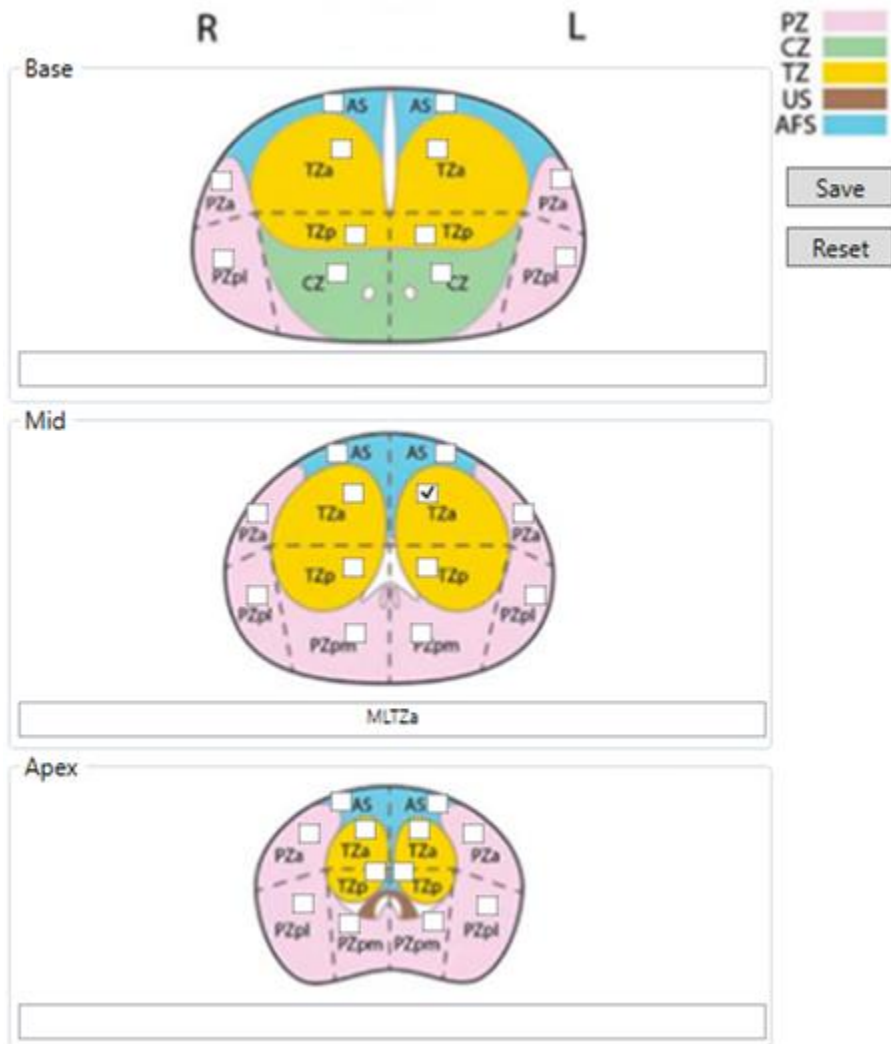 R L
PZ
CZ
TZ
US
AFS
Save
Reset
Base
AS AS
TZa TZa
PZa PZa
TZp TZp
PZpl CZ CZ PZpl
Mid
AS AS
TZa TZa
PZa PZa
TZp TZp
PZpl PZpl
PZpm PZpm
MLTZa
Apex
AS AS
TZa TZa
PZa PZa
TZp TZp
PZpl PZpl
PZpm PZpm